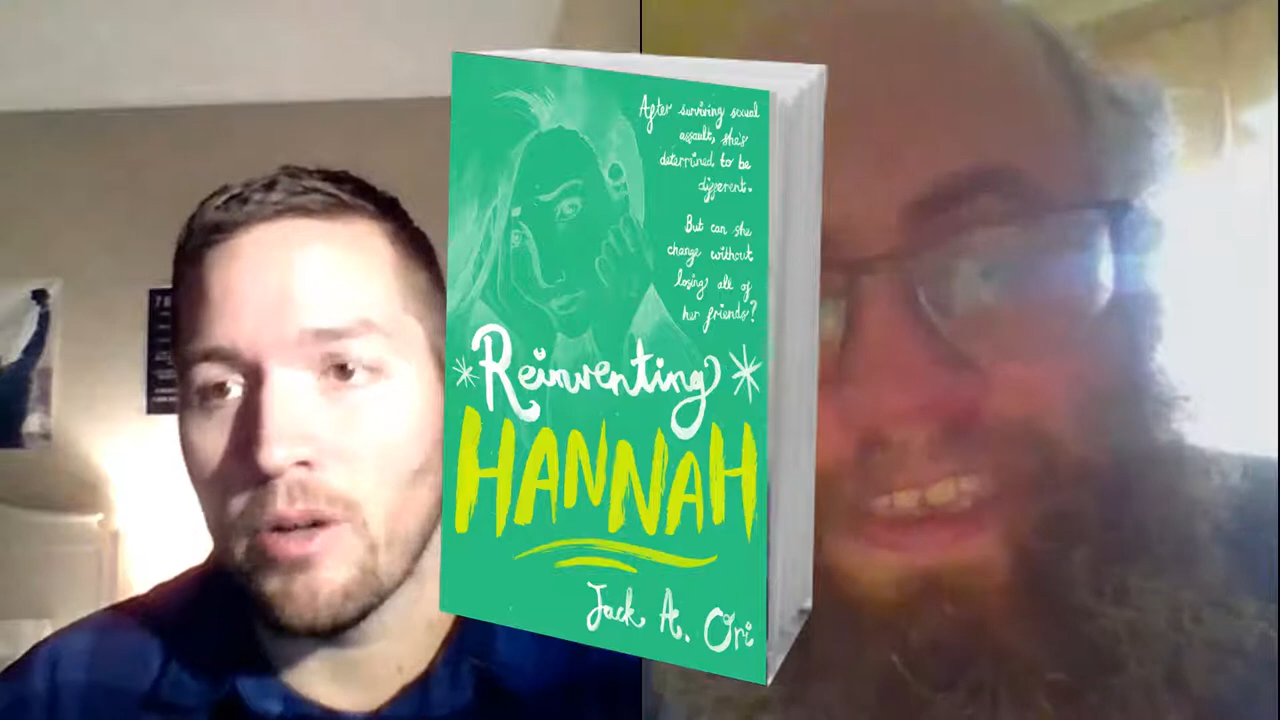 After surviving sexual
assault, she's
determined to be
different.
But can she
change without
losing all of
her friends?
Reinventing
HANNAH
Jack A. Ori